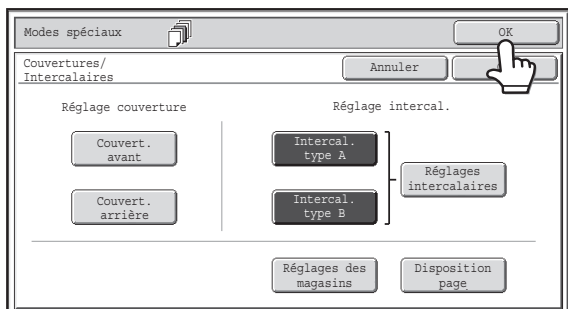 Modes spéciaux
OK
Couvertures/
Intercalaires
Annuler
Réglage couverture
Réglage intercal.
Couvert.
avant
Intercal.
type A
Réglages
intercalaires
Couvert.
arrière
Intercal.
type B
Réglages des
magasins
Disposition
page